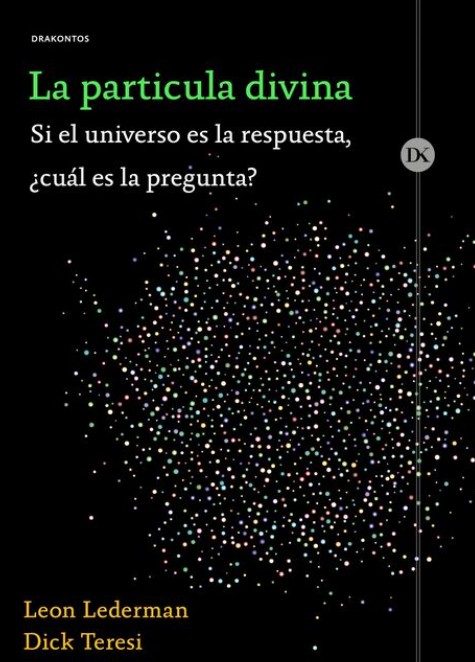 DRAKONTOS
La particula divina
Si el universo es la respuesta,
¿cuál es la pregunta?
DK
Leon Lederman
Dick Teresi